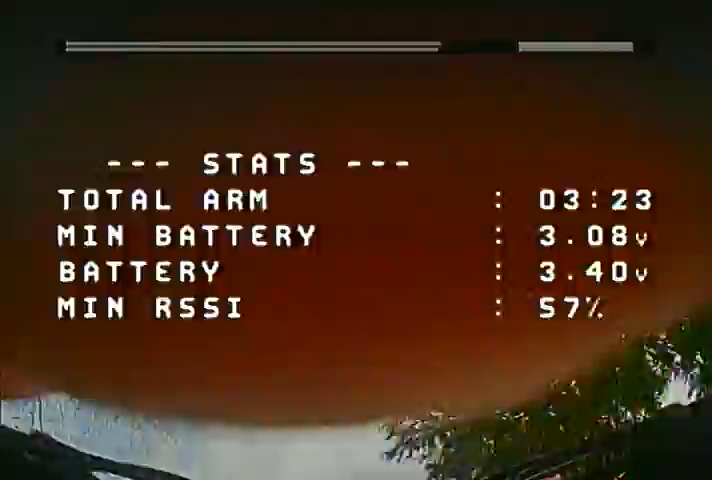 --- STATS ---
TOTAL ARM : 03:23
MIN BATTERY : 3.08v
BATTERY : 3.40v
MIN RSSI : 57%